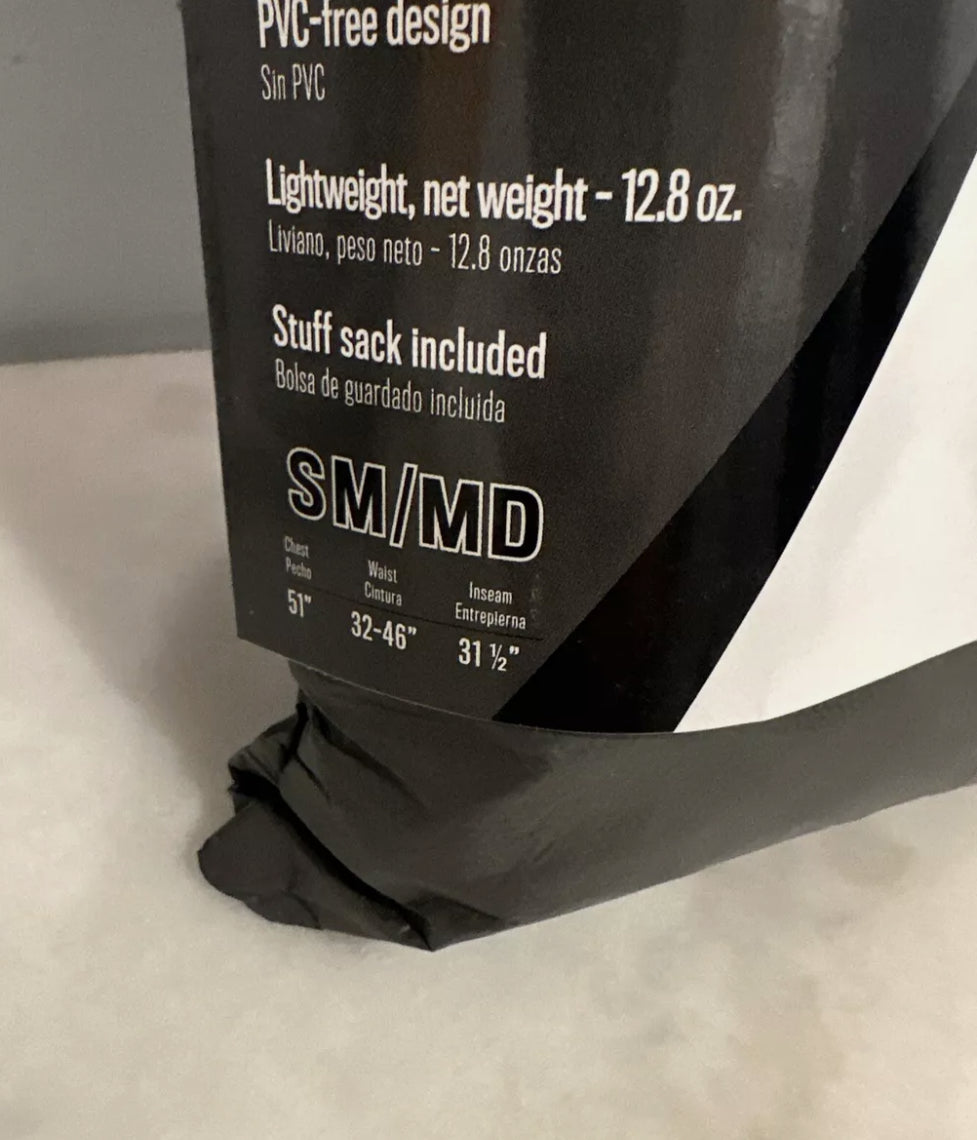 PVC-free design
Sin PVC
Lightweight, net weight – 12.8 oz.
Liviano, peso neto – 12.8 onzas
Stuff sack included
Bolsa de guardado incluida
SM/MD
Chest
Pecho
51"
Waist
Cintura
32-46"
Inseam
Entrepierna
31 ½"